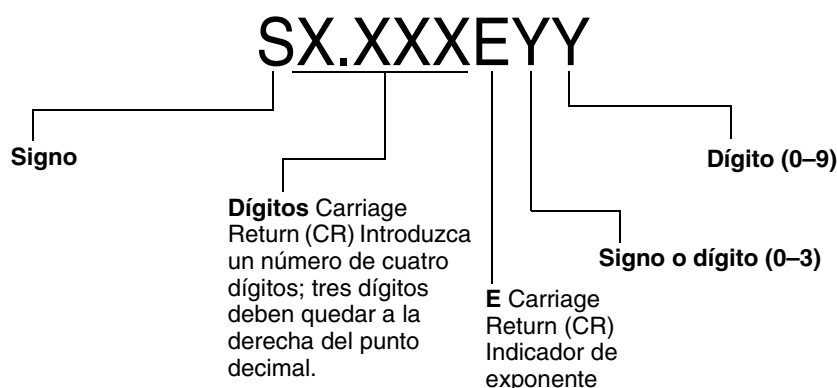 SX.XXXEYY
Signo
Dígito (0–9)
Dígitos Carriage
Return (CR) Introduzca
un número de cuatro
dígitos; tres dígitos
deben quedar a la
derecha del punto
decimal.
Signo o dígito (0–3)
E Carriage
Return (CR)
Indicador de
exponente